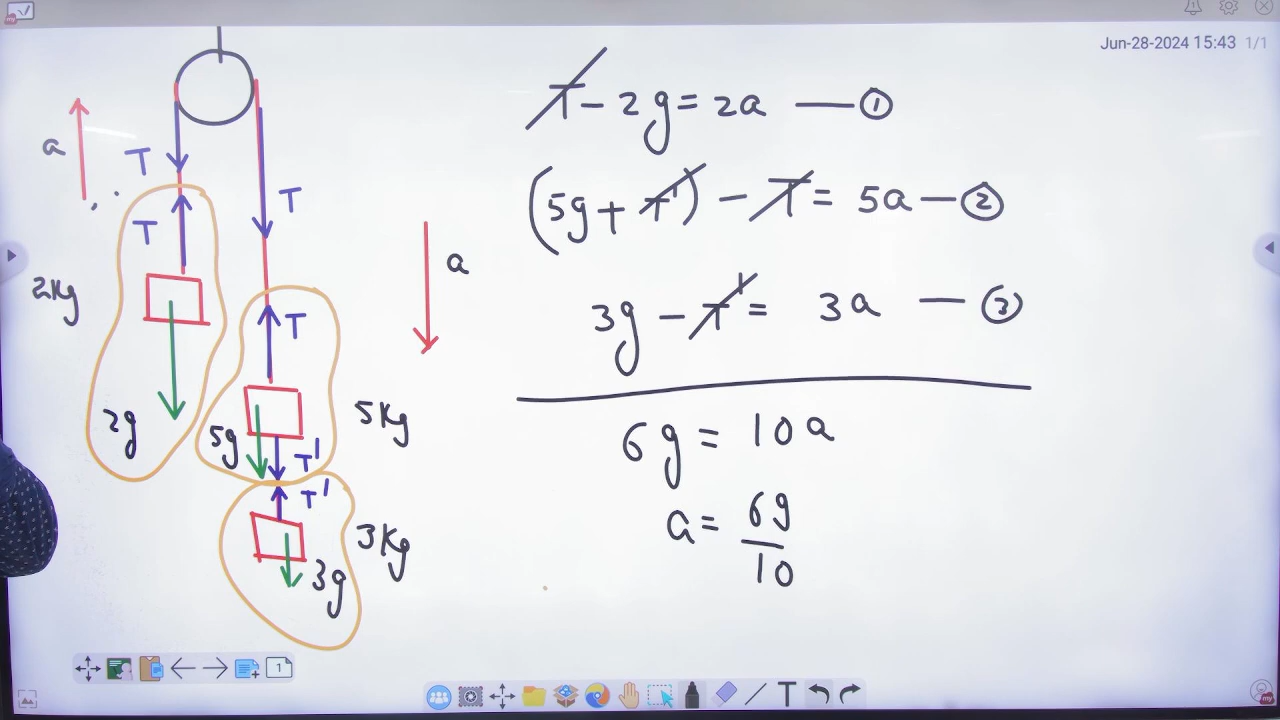 Jun-28-2024 15:43 1/1
T - 2g = 2a — ①
(5g + T') - T = 5a — ②
3g - T' = 3a — ③
6g = 10a
a = 6g/10
a
T
T
T
2kg
a
T
2g
5g
5kg
T'
T'
3kg
3g
1
T